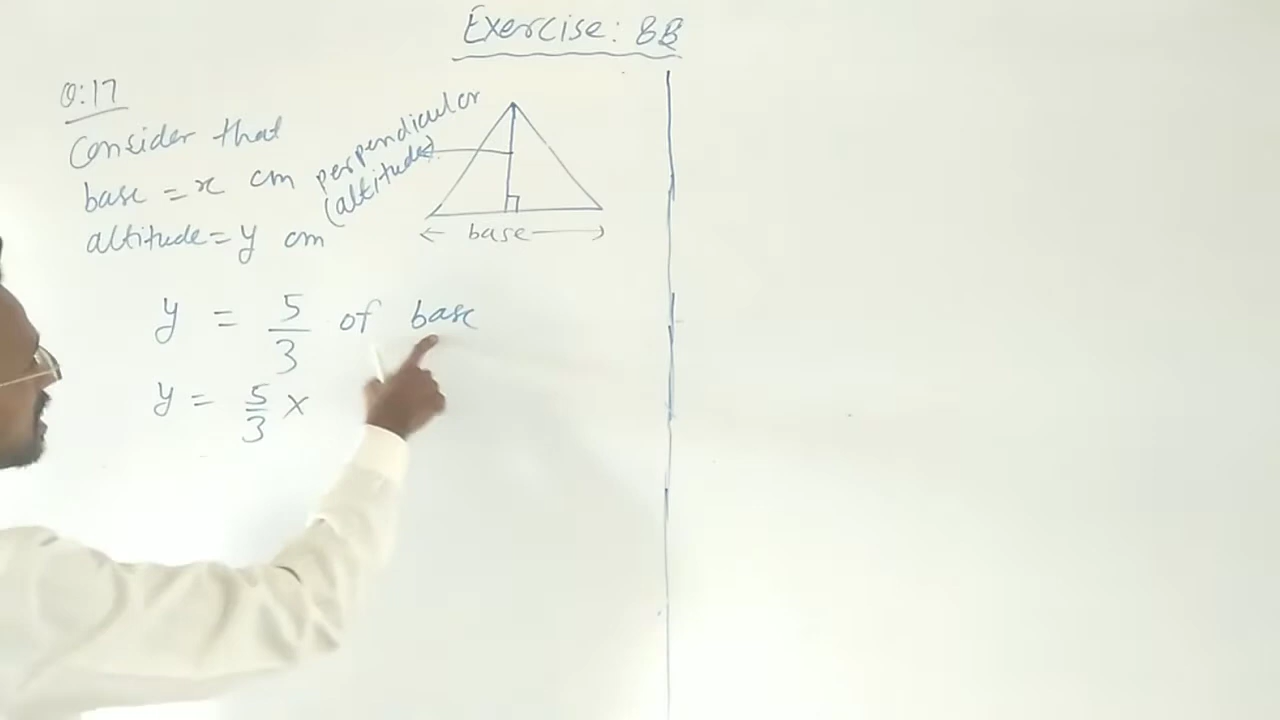 Exercise: 8B
Q:17
Consider that
base = x cm
altitude = y cm
perpendicular
(altitude)
base
y = 5/3 of base
y = 5/3 x